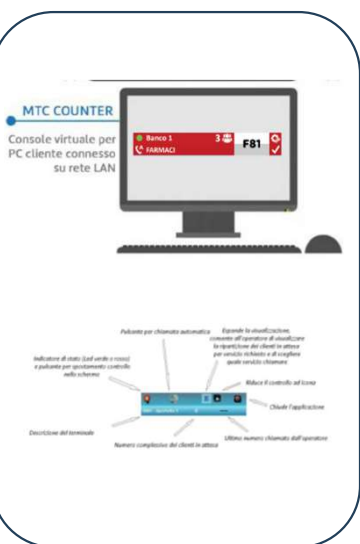 MTC COUNTER
Console virtuale per
PC cliente connesso
su rete LAN
Banco 1
3
FARMACI
F81
Pulsante per chiamata automatica
Espande la visualizzazione,
consente all'operatore di visualizzare
la ripartizione dei clienti in attesa
per servizio richiesto e di scegliere
quale servizio chiamare
Indicatore di stato (Led verde o rosso)
e pulsante per spostamento controllo
nello schermo
Riduce il controllo ad icona
Chiude l'applicazione
Descrizione del terminale
Numero complessivo dei clienti in attesa
Ultimo numero chiamato dall'operatore